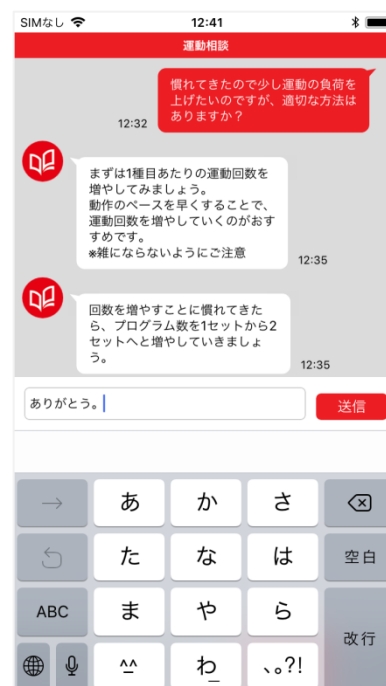 SIMなし 12:41
運動相談
慣れてきたので少し運動の負荷を
上げたいのですが、適切な方法は
ありますか？
12:32
まずは1種目あたりの運動回数を
増やしてみましょう。
動作のペースを早くすることで、
運動回数を増やしていくのがおす
すめです。
※雑にならないようにご注意
12:35
回数を増やすことに慣れてきた
ら、プログラム数を1セットから2
セットへと増やしていきましょ
う。
12:35
ありがとう。 送信
→ あ か さ
た な は 空白
ABC ま や ら
^^ わ 、。?! 改行